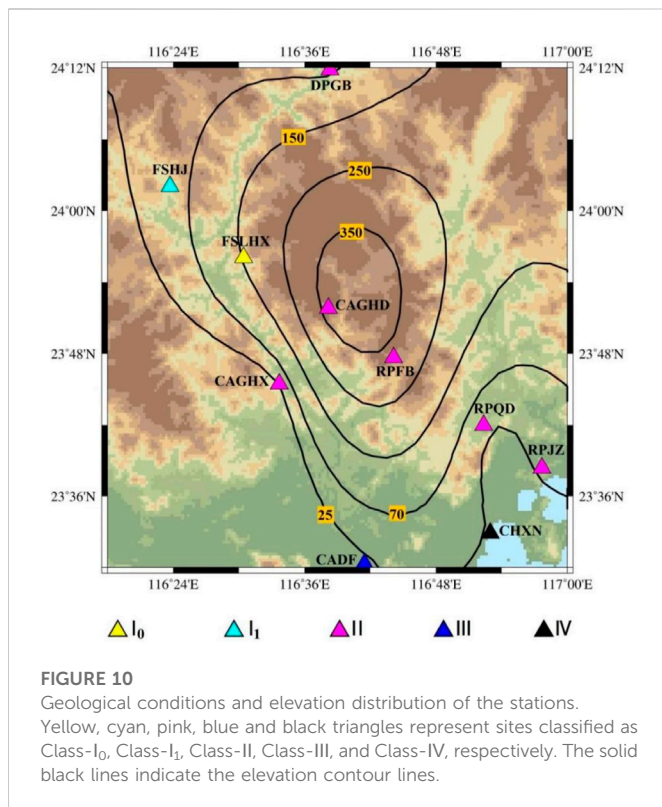 116°24'E 116°36'E 116°48'E 117°00'E
24°12'N 24°12'N
DPGB
150
FSHJ
250
24°00'N 24°00'N
350
FSLHX
CAGHD
23°48'N 23°48'N
RPFB
CAGHX
RPQD
RPJZ
23°36'N 23°36'N
25 70
CHXN
CADF
116°24'E 116°36'E 116°48'E 117°00'E
I₀ I₁ II III IV
FIGURE 10
Geological conditions and elevation distribution of the stations.
Yellow, cyan, pink, blue and black triangles represent sites classified as
Class-I₀, Class-I₁, Class-II, Class-III, and Class-IV, respectively. The solid
black lines indicate the elevation contour lines.